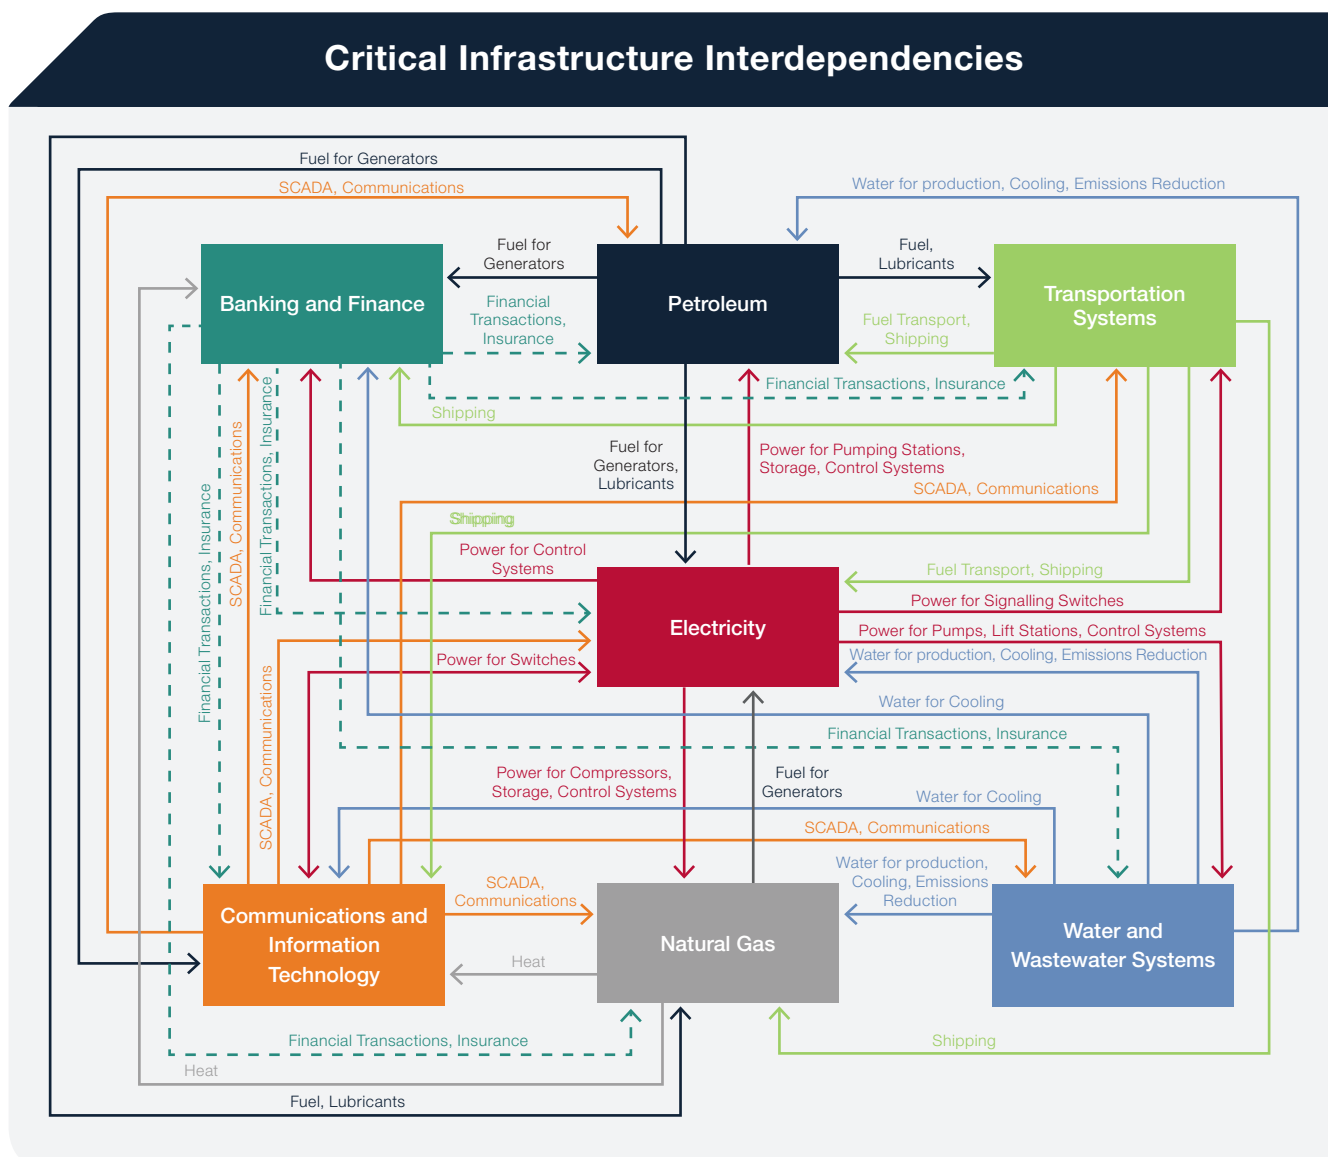 Critical Infrastructure Interdependencies
Fuel for Generators
SCADA, Communications
Water for production, Cooling, Emissions Reduction
Fuel for
Generators
Fuel,
Lubricants
Banking and Finance
Petroleum
Transportation
Systems
Financial
Transactions,
Insurance
Fuel Transport,
Shipping
Financial Transactions, Insurance
Shipping
Fuel for
Generators,
Lubricants
Power for Pumping Stations,
Storage, Control Systems
SCADA, Communications
Financial Transactions, Insurance
SCADA, Communications
Financial Transactions, Insurance
Shipping
Power for Control
Systems
Fuel Transport, Shipping
Power for Signalling Switches
Electricity
Power for Pumps, Lift Stations, Control Systems
Power for Switches
Water for production, Cooling, Emissions Reduction
SCADA, Communications
Water for Cooling
Financial Transactions, Insurance
Power for Compressors,
Storage, Control Systems
Fuel for
Generators
Water for Cooling
SCADA, Communications
SCADA,
Communications
Water for production,
Cooling, Emissions
Reduction
Communications and
Information
Technology
Natural Gas
Water and
Wastewater Systems
Heat
Financial Transactions, Insurance
Shipping
Heat
Fuel, Lubricants